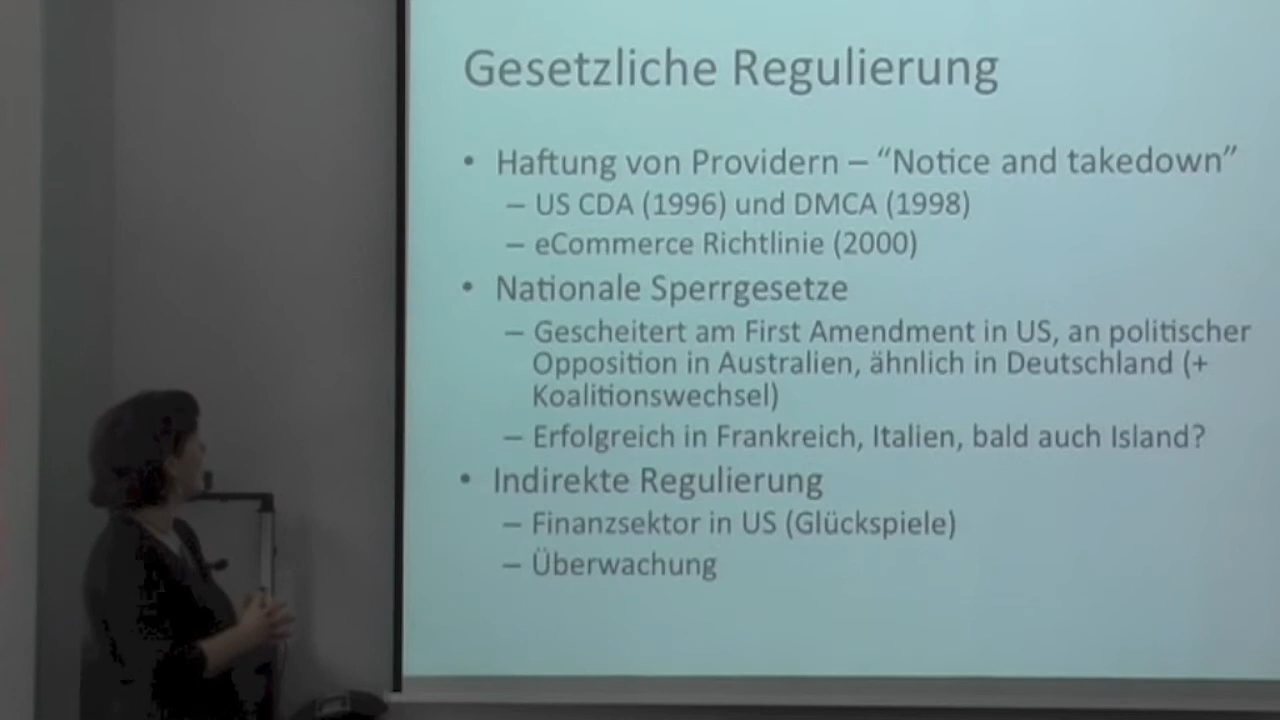 Gesetzliche Regulierung
• Haftung von Providern – “Notice and takedown”
– US CDA (1996) und DMCA (1998)
– eCommerce Richtlinie (2000)
• Nationale Sperrgesetze
– Gescheitert am First Amendment in US, an politischer
Opposition in Australien, ähnlich in Deutschland (+
Koalitionswechsel)
– Erfolgreich in Frankreich, Italien, bald auch Island?
• Indirekte Regulierung
– Finanzsektor in US (Glückspiele)
– Überwachung